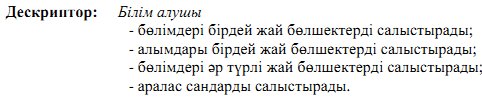 Дескриптор: Білім алушы
- бөлімдері бірдей жай бөлшектерді салыстырады;
- алымдары бірдей жай бөлшектерді салыстырады;
- бөлімдері әр түрлі жай бөлшектерді салыстырады;
- аралас сандарды салыстырады.